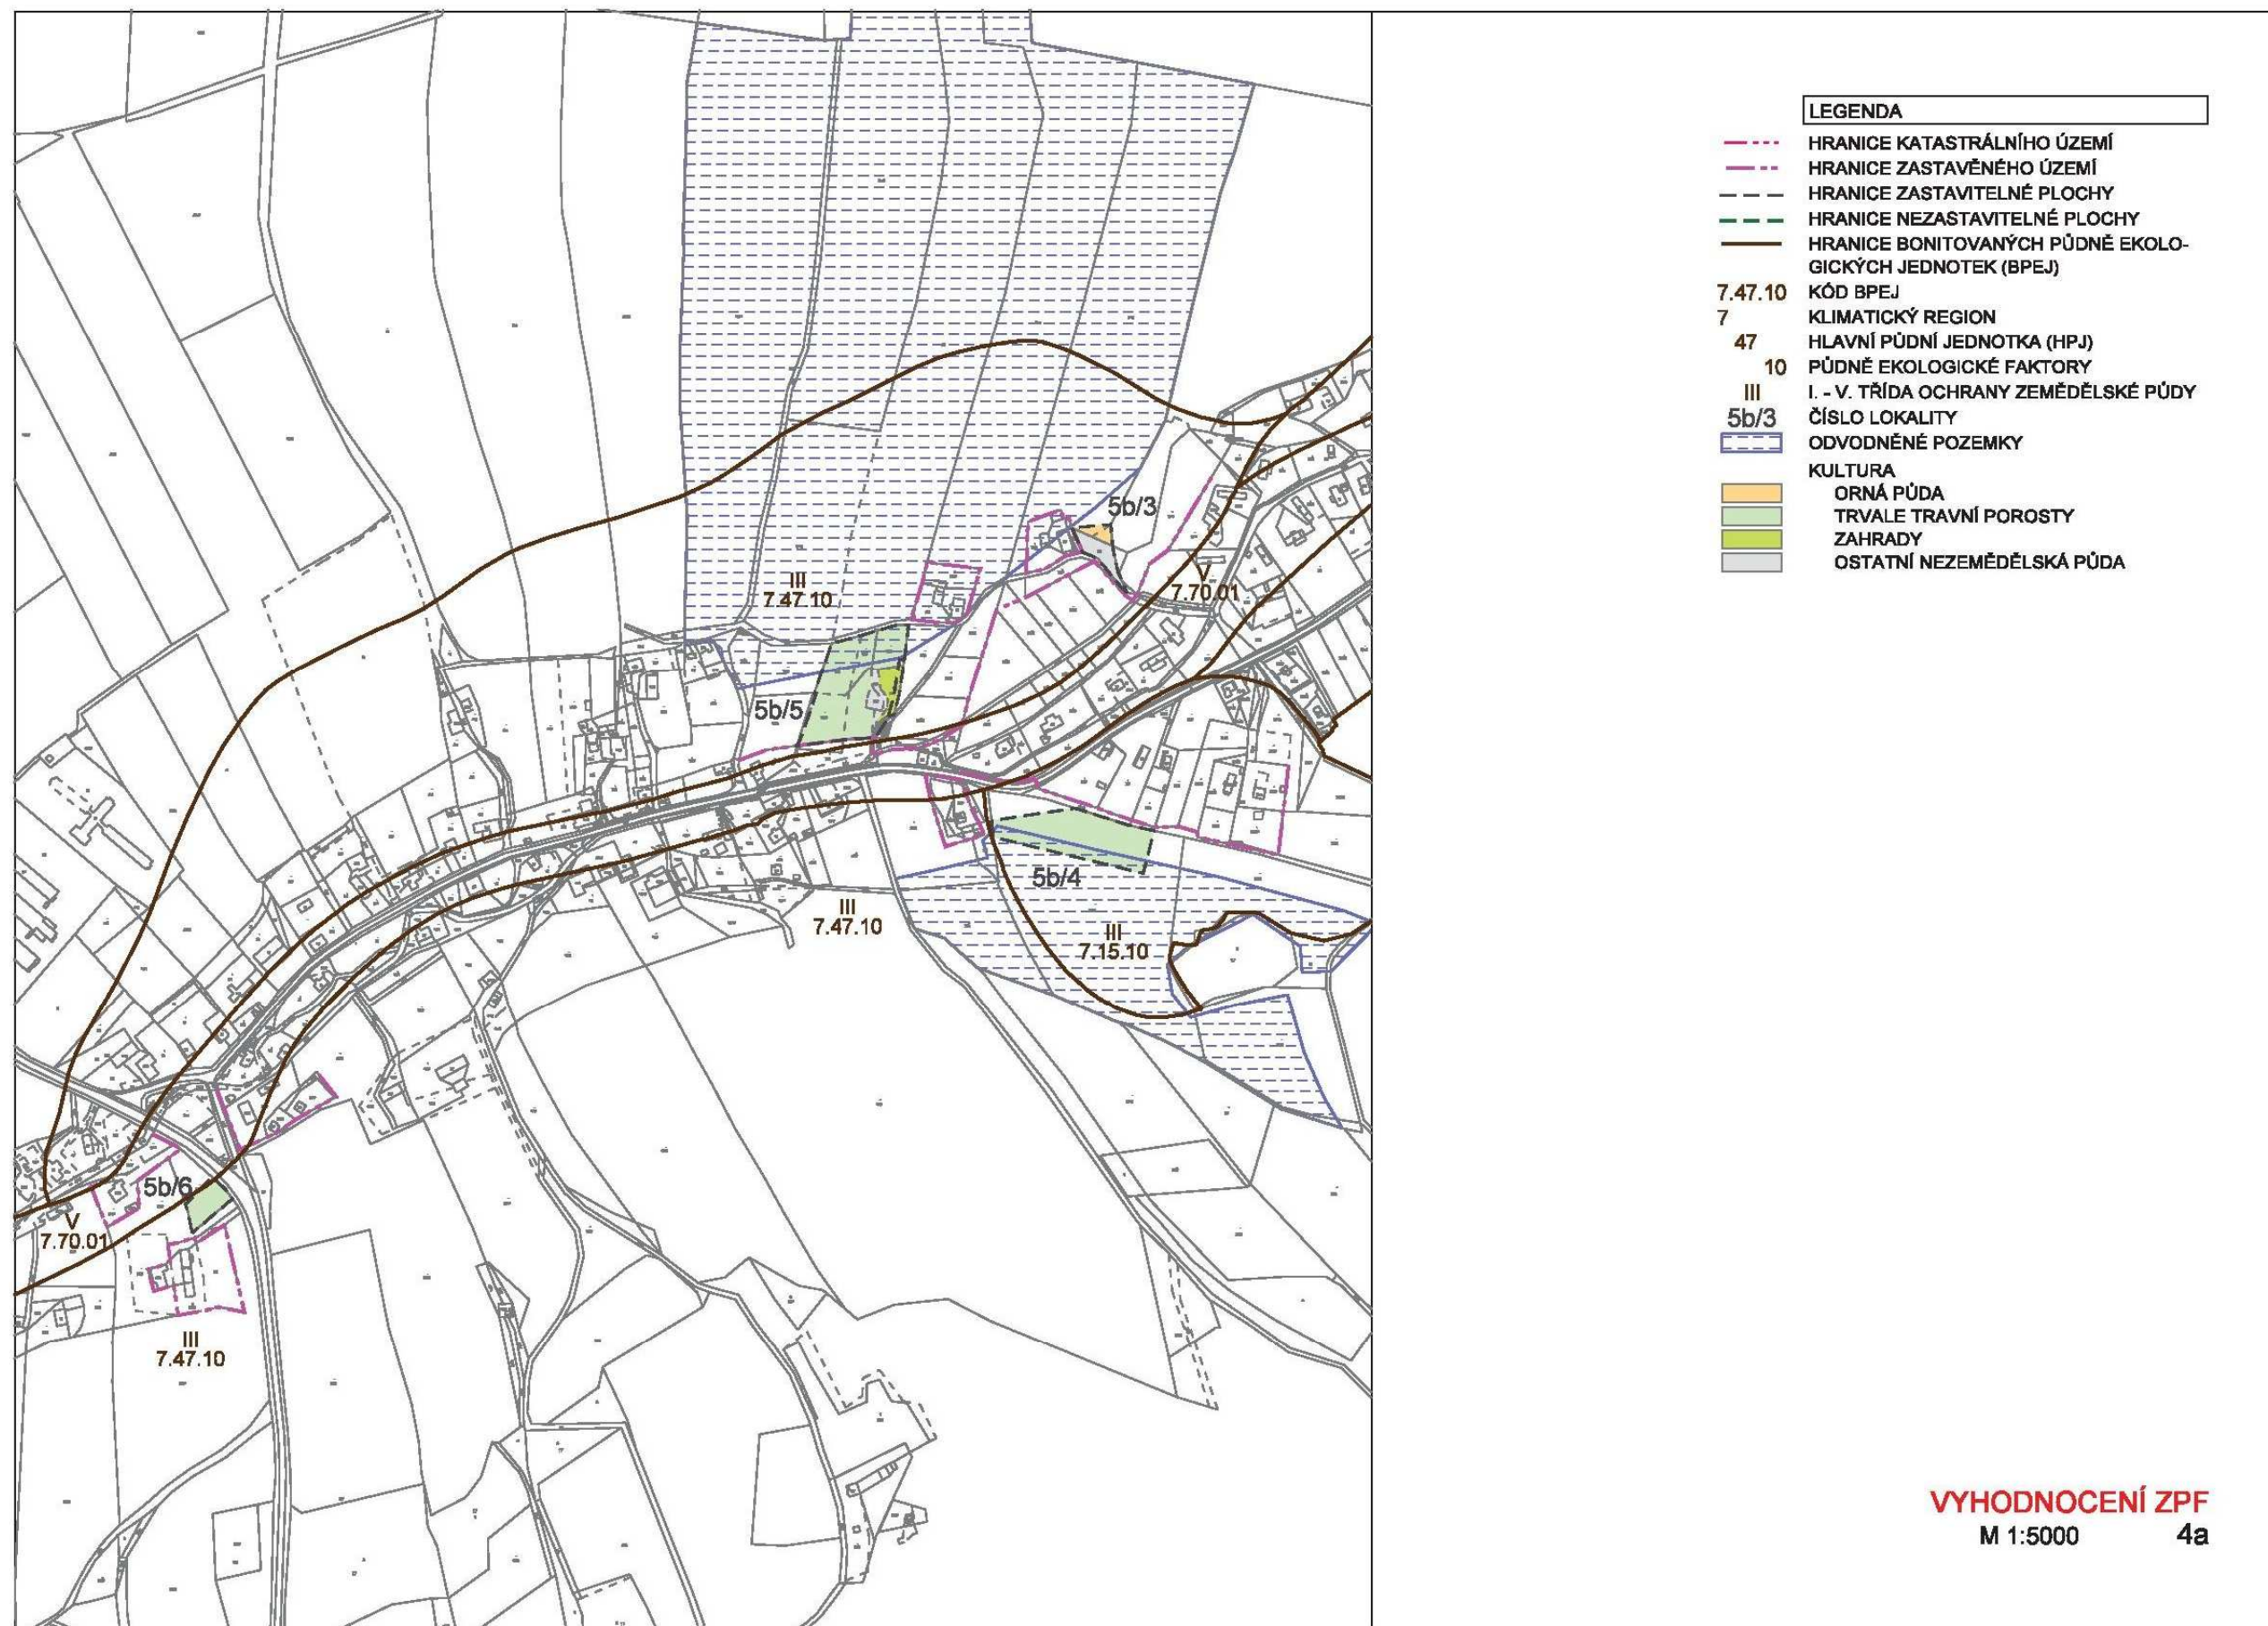 LEGENDA
HRANICE KATASTRÁLNÍHO ÚZEMÍ
HRANICE ZASTAVĚNÉHO ÚZEMÍ
HRANICE ZASTAVITELNÉ PLOCHY
HRANICE NEZASTAVITELNÉ PLOCHY
HRANICE BONITOVANÝCH PŮDNĚ EKOLO-
GICKÝCH JEDNOTEK (BPEJ)
7.47.10 KÓD BPEJ
7 KLIMATICKÝ REGION
47 HLAVNÍ PŮDNÍ JEDNOTKA (HPJ)
10 PŮDNĚ EKOLOGICKÉ FAKTORY
III I. - V. TŘÍDA OCHRANY ZEMĚDĚLSKÉ PŮDY
5b/3 ČÍSLO LOKALITY
ODVODNĚNÉ POZEMKY
KULTURA
ORNÁ PŮDA
TRVALE TRAVNÍ POROSTY
ZAHRADY
OSTATNÍ NEZEMĚDĚLSKÁ PŮDA
5b/3
III
7.47.10
V
7.70.01
5b/5
5b/4
III
7.47.10
III
7.15.10
5b/6
V
7.70.01
III
7.47.10
VYHODNOCENÍ ZPF
M 1:5000 4a